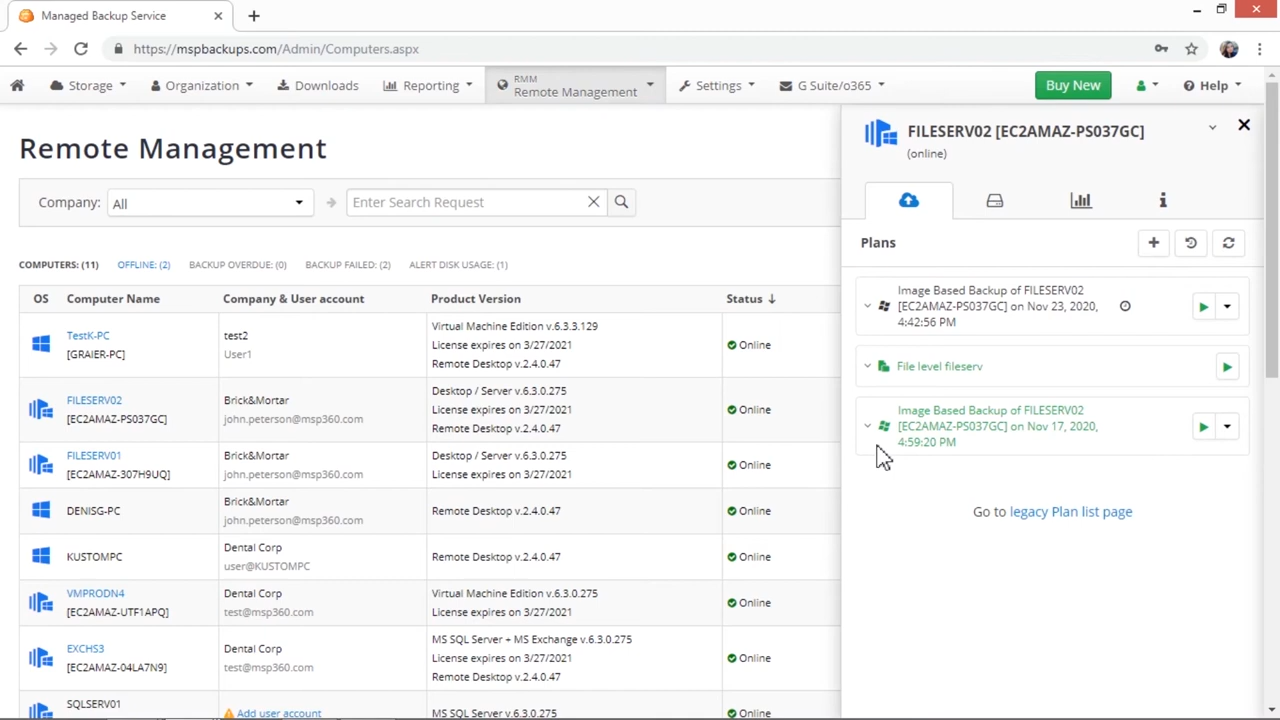 Managed Backup Service
https://mspbackups.com/Admin/Computers.aspx
Storage
Organization
Downloads
Reporting
RMM
Remote Management
Settings
G Suite/o365
Buy New
Help
Remote Management
Company:
All
Enter Search Request
COMPUTERS: (11)
OFFLINE: (2)
BACKUP OVERDUE: (0)
BACKUP FAILED: (2)
ALERT DISK USAGE: (1)
OS
Computer Name
Company & User account
Product Version
Status
TestK-PC
[GRAIER-PC]
test2
User1
Virtual Machine Edition v.6.3.3.129
License expires on 3/27/2021
Remote Desktop v.2.4.0.47
Online
FILESERV02
[EC2AMAZ-PS037GC]
Brick&Mortar
john.peterson@msp360.com
Desktop / Server v.6.3.0.275
License expires on 3/27/2021
Remote Desktop v.2.4.0.47
Online
FILESERV01
[EC2AMAZ-307H9UQ]
Brick&Mortar
john.peterson@msp360.com
Desktop / Server v.6.3.0.275
License expires on 3/27/2021
Online
DENISG-PC
Brick&Mortar
john.peterson@msp360.com
Remote Desktop v.2.4.0.47
Online
KUSTOMPC
Dental Corp
user@KUSTOMPC
Remote Desktop v.2.4.0.47
Online
VMPRODN4
[EC2AMAZ-UTF1APQ]
Dental Corp
test@msp360.com
Virtual Machine Edition v.6.3.0.275
License expires on 3/27/2021
Online
EXCHS3
[EC2AMAZ-04LA7N9]
Dental Corp
test@msp360.com
MS SQL Server + MS Exchange v.6.3.0.275
License expires on 3/27/2021
Remote Desktop v.2.4.0.47
Online
SQLSERV01
Add user account
MS SQL Server v.6.3.0.275
Online
FILESERV02 [EC2AMAZ-PS037GC]
(online)
Plans
Image Based Backup of FILESERV02
[EC2AMAZ-PS037GC] on Nov 23, 2020,
4:42:56 PM
File level fileserv
Image Based Backup of FILESERV02
[EC2AMAZ-PS037GC] on Nov 17, 2020,
4:59:20 PM
Go to legacy Plan list page